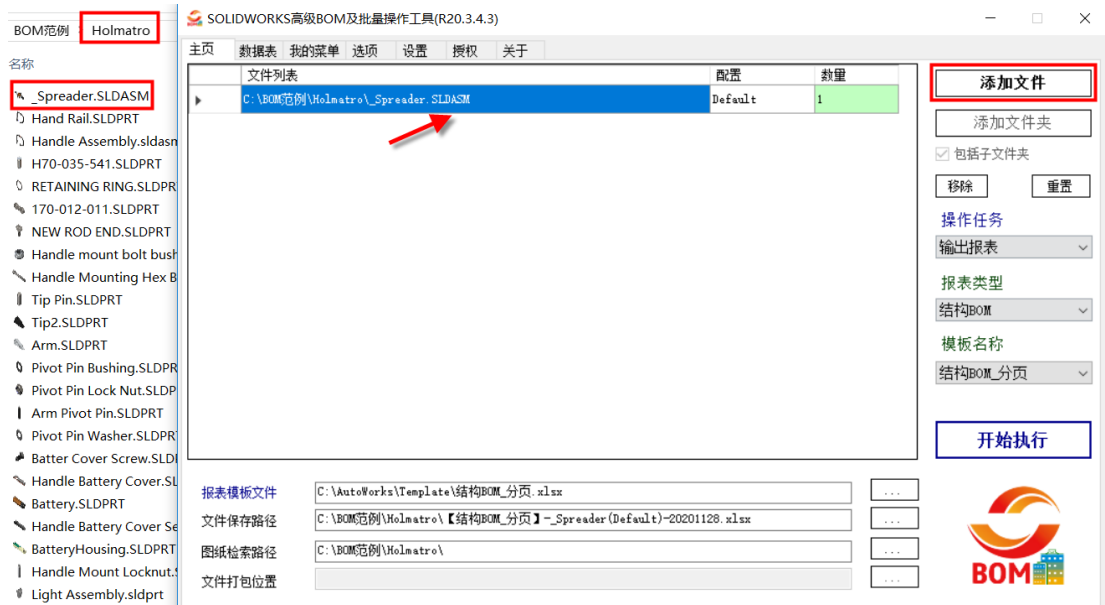 BOM范例
Holmatro
名称
_Spreader.SLDASM
Hand Rail.SLDPRT
Handle Assembly.sldasm
H70-035-541.SLDPRT
RETAINING RING.SLDPR
170-012-011.SLDPRT
NEW ROD END.SLDPRT
Handle mount bolt bush
Handle Mounting Hex B
Tip Pin.SLDPRT
Tip2.SLDPRT
Arm.SLDPRT
Pivot Pin Bushing.SLDPR
Pivot Pin Lock Nut.SLDP
Arm Pivot Pin.SLDPRT
Pivot Pin Washer.SLDPR
Batter Cover Screw.SLD
Handle Battery Cover.SL
Battery.SLDPRT
Handle Battery Cover Se
BatteryHousing.SLDPRT
Handle Mount Locknut.S
Light Assembly.sldprt
SOLIDWORKS高级BOM及批量操作工具(R20.3.4.3)
主页 数据表 我的菜单 选项 设置 授权 关于
文件列表 配置 数量
C:\BOM范例\Holmatro\_Spreader.SLDASM Default 1
添加文件
添加文件夹
包括子文件夹
移除 重置
操作任务
输出报表
报表类型
结构BOM
模板名称
结构BOM_分页
开始执行
报表模板文件 C:\AutoWorks\Template\结构BOM_分页.xlsx ...
文件保存路径 C:\BOM范例\Holmatro\【结构BOM_分页】-_Spreader(Default)-20201128.xlsx ...
图纸检索路径 C:\BOM范例\Holmatro\ ...
文件打包位置 ...
BOM